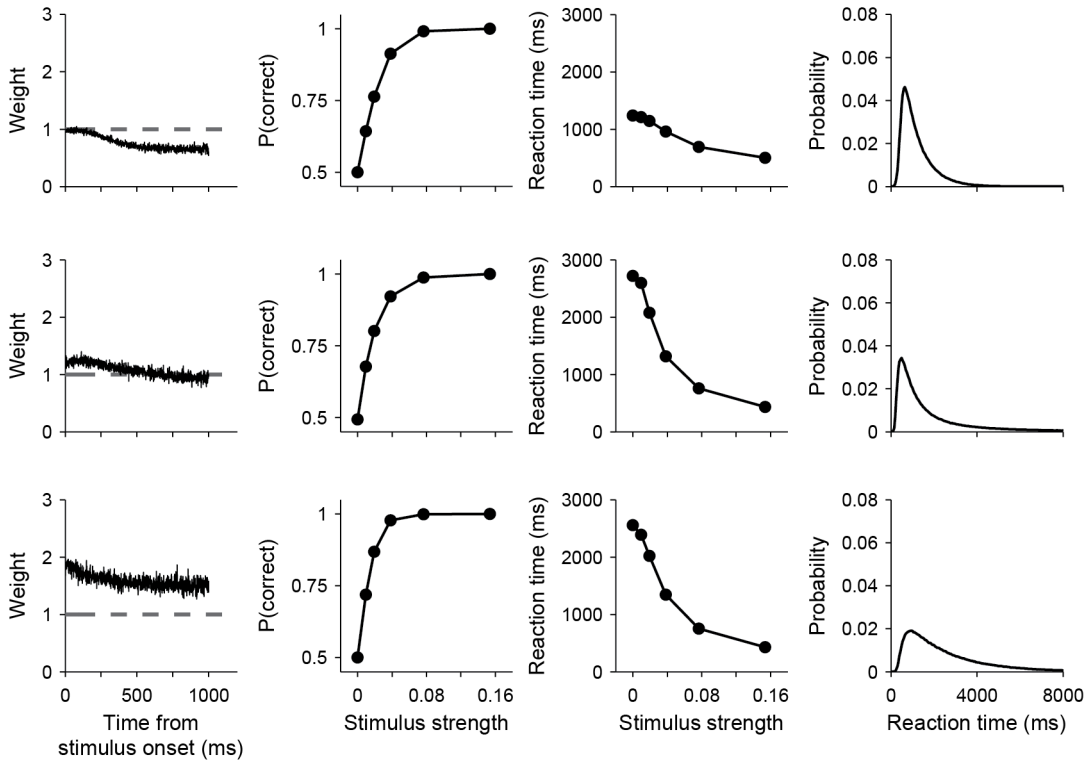 Weight
3
2
1
0
P(correct)
1
0.75
0.5
Reaction time (ms)
3000
2000
1000
0
Probability
0.08
0.06
0.04
0.02
0
Weight
3
2
1
0
P(correct)
1
0.75
0.5
Reaction time (ms)
3000
2000
1000
0
Probability
0.08
0.06
0.04
0.02
0
Weight
3
2
1
0
0 500 1000
Time from
stimulus onset (ms)
P(correct)
1
0.75
0.5
0 0.08 0.16
Stimulus strength
Reaction time (ms)
3000
2000
1000
0
0 0.08 0.16
Stimulus strength
Probability
0.08
0.06
0.04
0.02
0
0 4000 8000
Reaction time (ms)